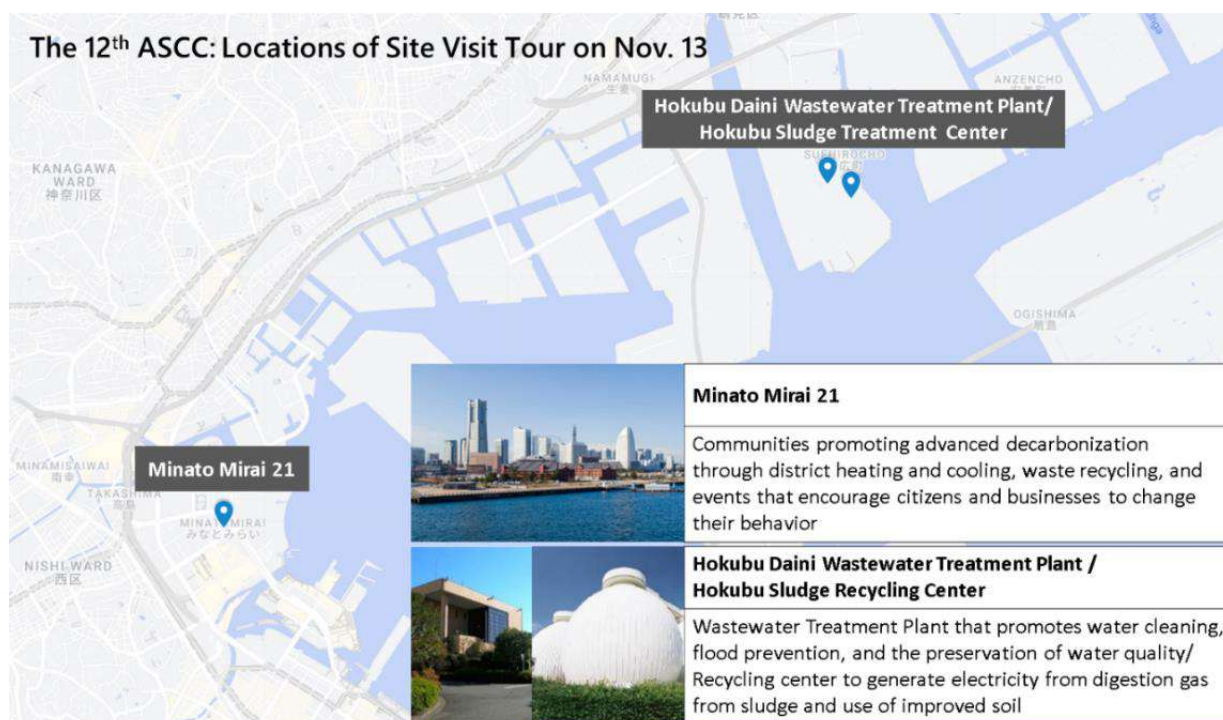 The 12th ASCC: Locations of Site Visit Tour on Nov. 13
NAMAMUGI
生麦
ANZENCHO
Hokubu Daini Wastewater Treatment Plant/
Hokubu Sludge Treatment Center
SUEHIROCHO
KANAGAWA
WARD
神奈川区
OGISHIMA
扇島
Minato Mirai 21
MINAMISAIWAI
南幸
TAKASHIMA
高島
MINATOMIRAI
みなとみらい
NISHI WARD
西区
Minato Mirai 21
Communities promoting advanced decarbonization
through district heating and cooling, waste recycling, and
events that encourage citizens and businesses to change
their behavior
Hokubu Daini Wastewater Treatment Plant /
Hokubu Sludge Recycling Center
Wastewater Treatment Plant that promotes water cleaning,
flood prevention, and the preservation of water quality/
Recycling center to generate electricity from digestion gas
from sludge and use of improved soil